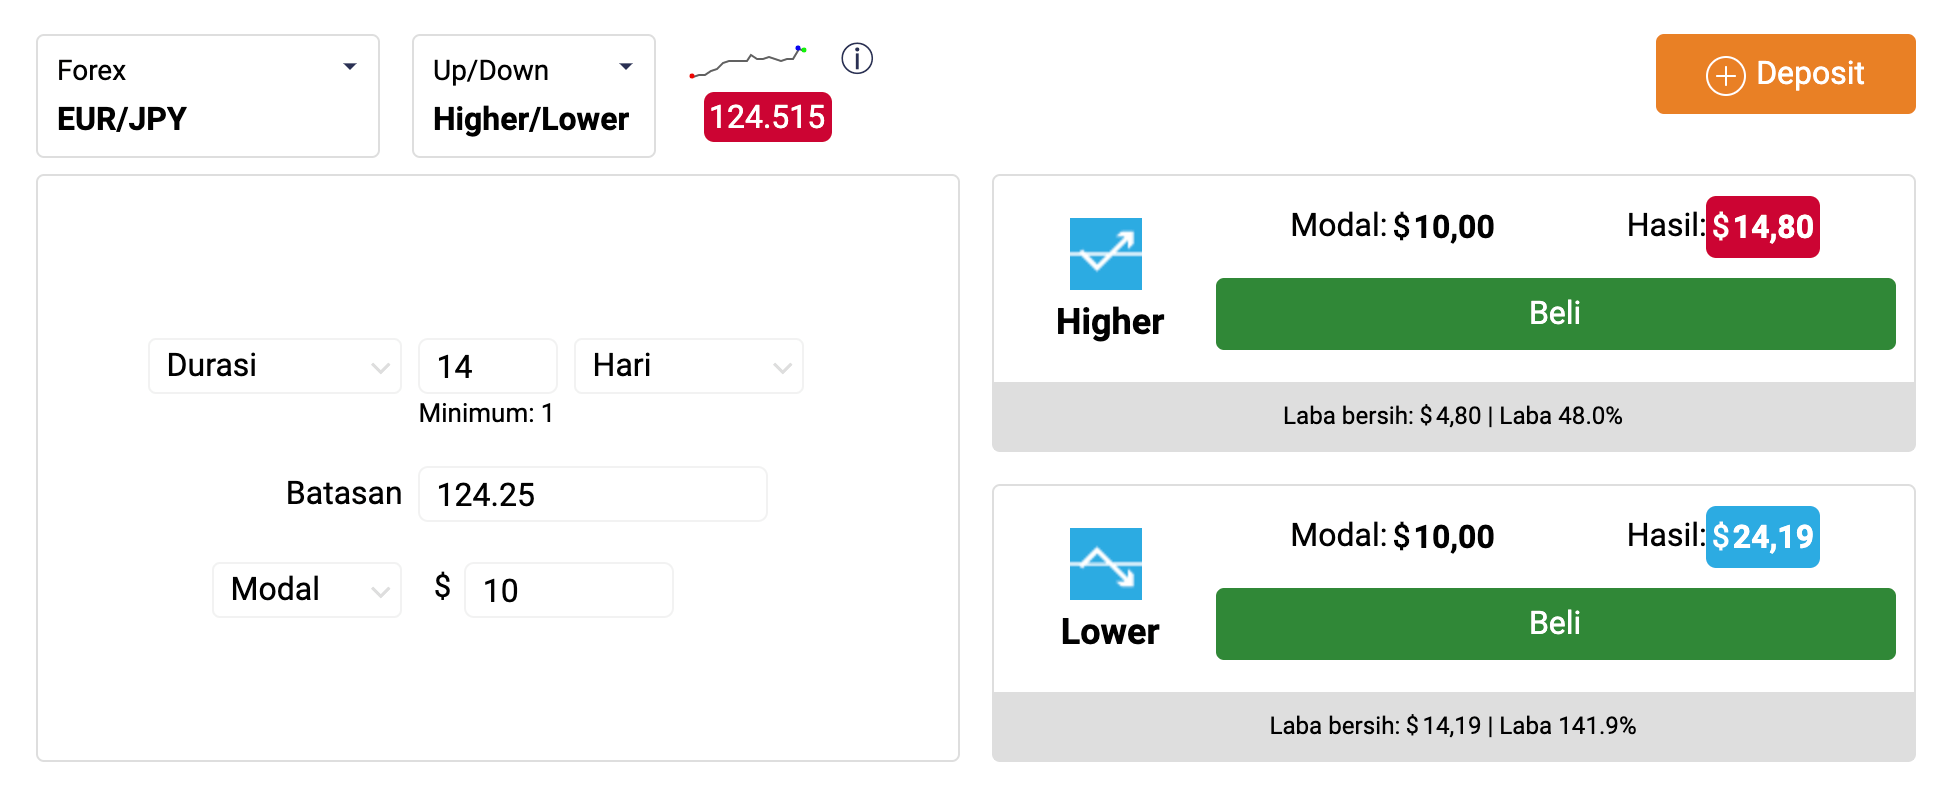 Forex
EUR/JPY
Up/Down
Higher/Lower
124.515
Deposit
Durasi 14 Hari
Minimum: 1
Batasan 124.25
Modal $ 10
Modal: $10,00 Hasil: $14,80
Higher
Beli
Laba bersih: $4,80 | Laba 48.0%
Modal: $10,00 Hasil: $24,19
Lower
Beli
Laba bersih: $14,19 | Laba 141.9%